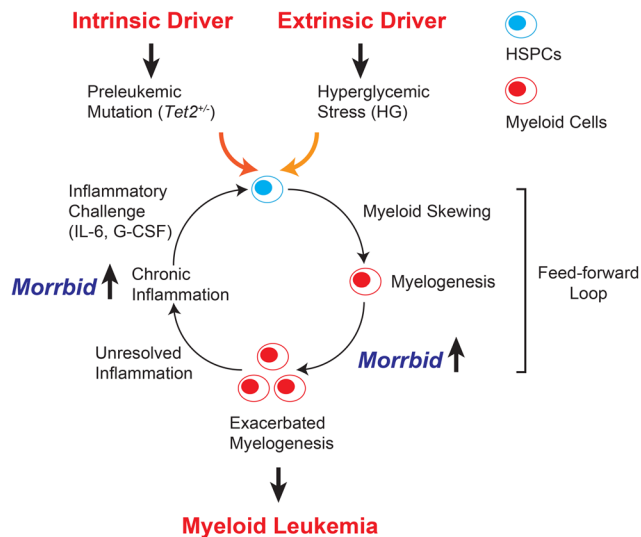 Intrinsic Driver
Extrinsic Driver
HSPCs
Preleukemic
Mutation (Tet2+/-)
Hyperglycemic
Stress (HG)
Myeloid Cells
Inflammatory
Challenge
(IL-6, G-CSF)
Myeloid Skewing
Morrbid
Chronic
Inflammation
Myelogenesis
Feed-forward
Loop
Unresolved
Inflammation
Morrbid
Exacerbated
Myelogenesis
Myeloid Leukemia